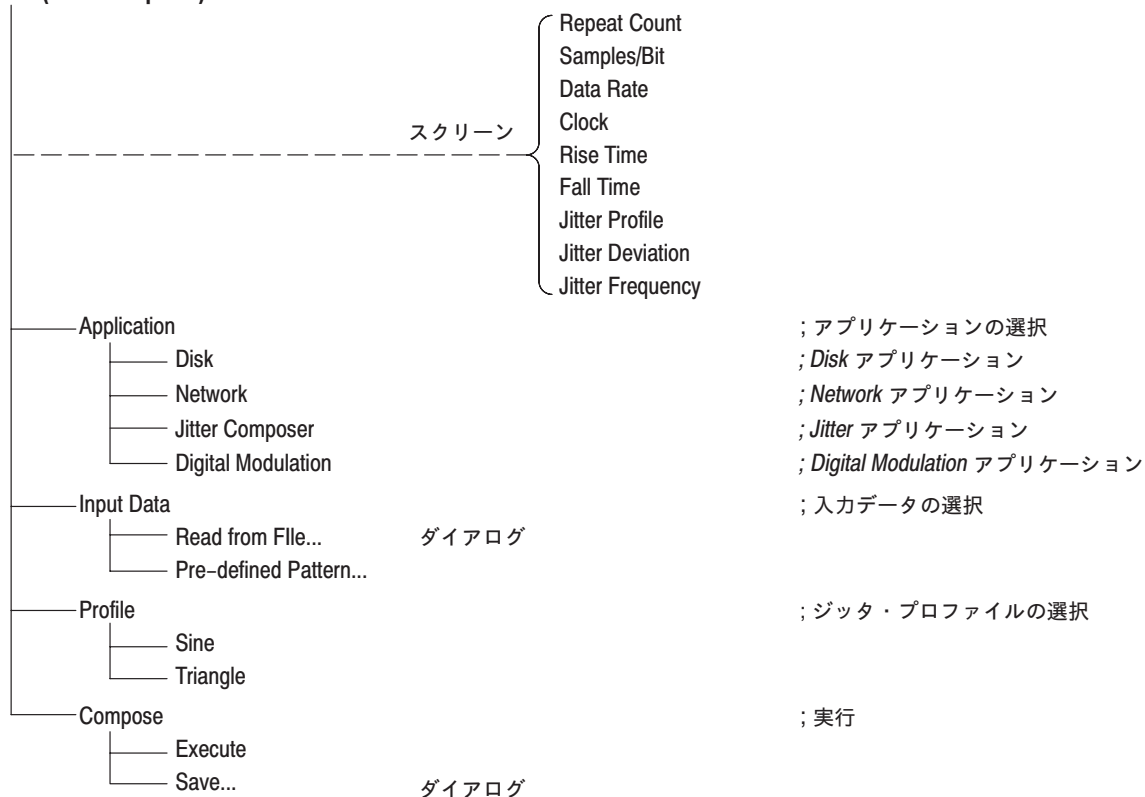 Repeat Count
Samples/Bit
Data Rate
スクリーン
Clock
Rise Time
Fall Time
Jitter Profile
Jitter Deviation
Jitter Frequency
Application ; アプリケーションの選択
Disk ; Disk アプリケーション
Network ; Network アプリケーション
Jitter Composer ; Jitter アプリケーション
Digital Modulation ; Digital Modulation アプリケーション
Input Data ; 入力データの選択
Read from FIle... ダイアログ
Pre–defined Pattern...
Profile ; ジッタ・プロファイルの選択
Sine
Triangle
Compose ; 実行
Execute
Save... ダイアログ